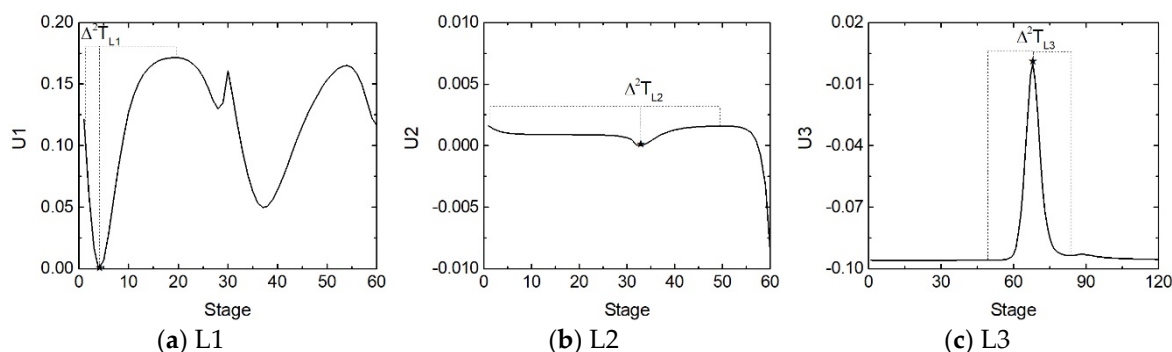 0.20
0.15
0.10
0.05
0.00
U1
Δ²T_L1
0 10 20 30 40 50 60
Stage
(a) L1
0.010
0.005
0.000
-0.005
-0.010
U2
Δ²T_L2
0 10 20 30 40 50 60
Stage
(b) L2
0.02
-0.01
-0.04
-0.07
-0.10
U3
Δ²T_L3
0 30 60 90 120
Stage
(c) L3